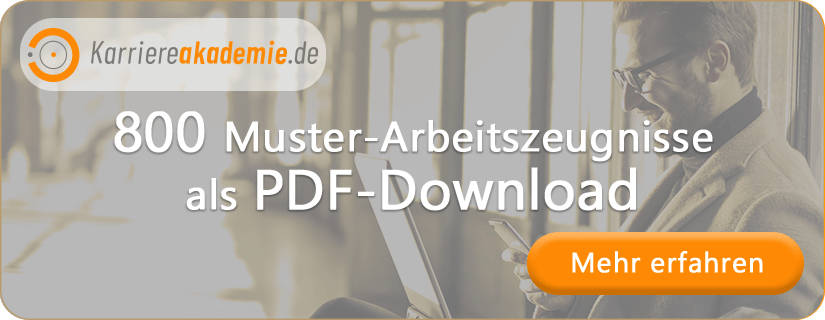 Karriereakademie.de
800 Muster-Arbeitszeugnisse
als PDF-Download
Mehr erfahren